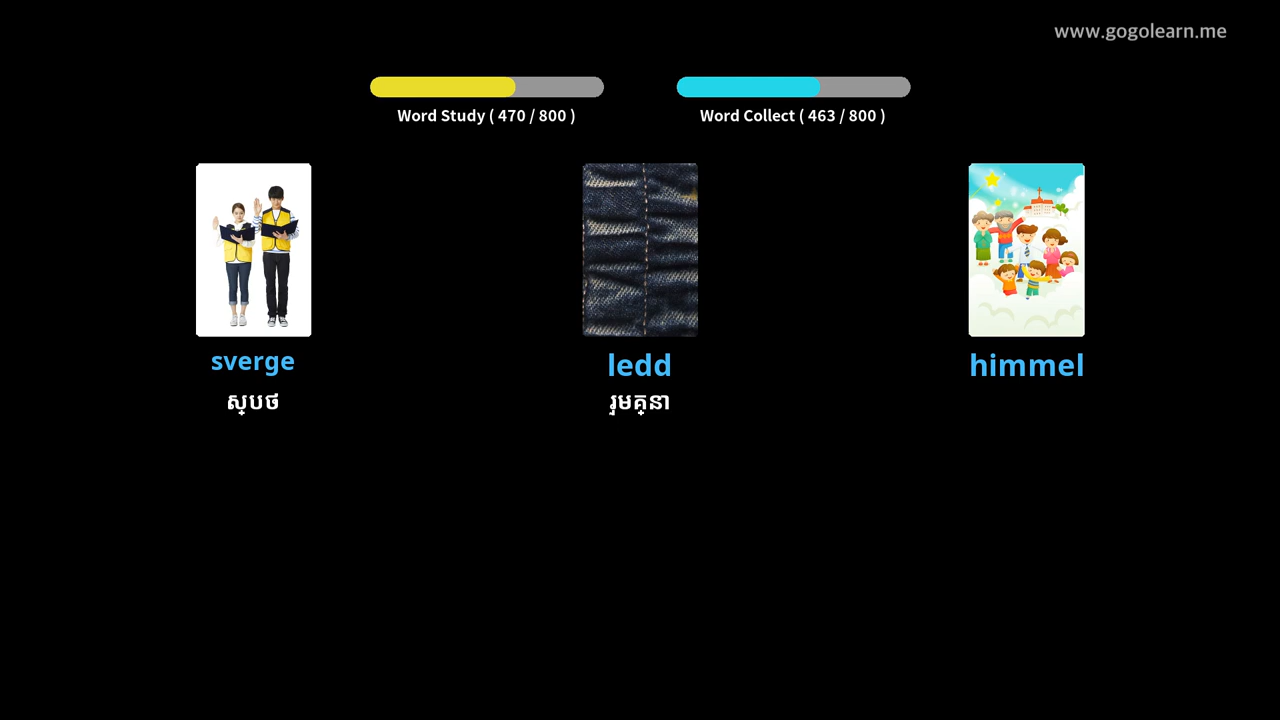 www.gogolearn.me
Word Study ( 470 / 800 )
Word Collect ( 463 / 800 )
sverge
ledd
himmel
ស្បថ
រួមគ្នា